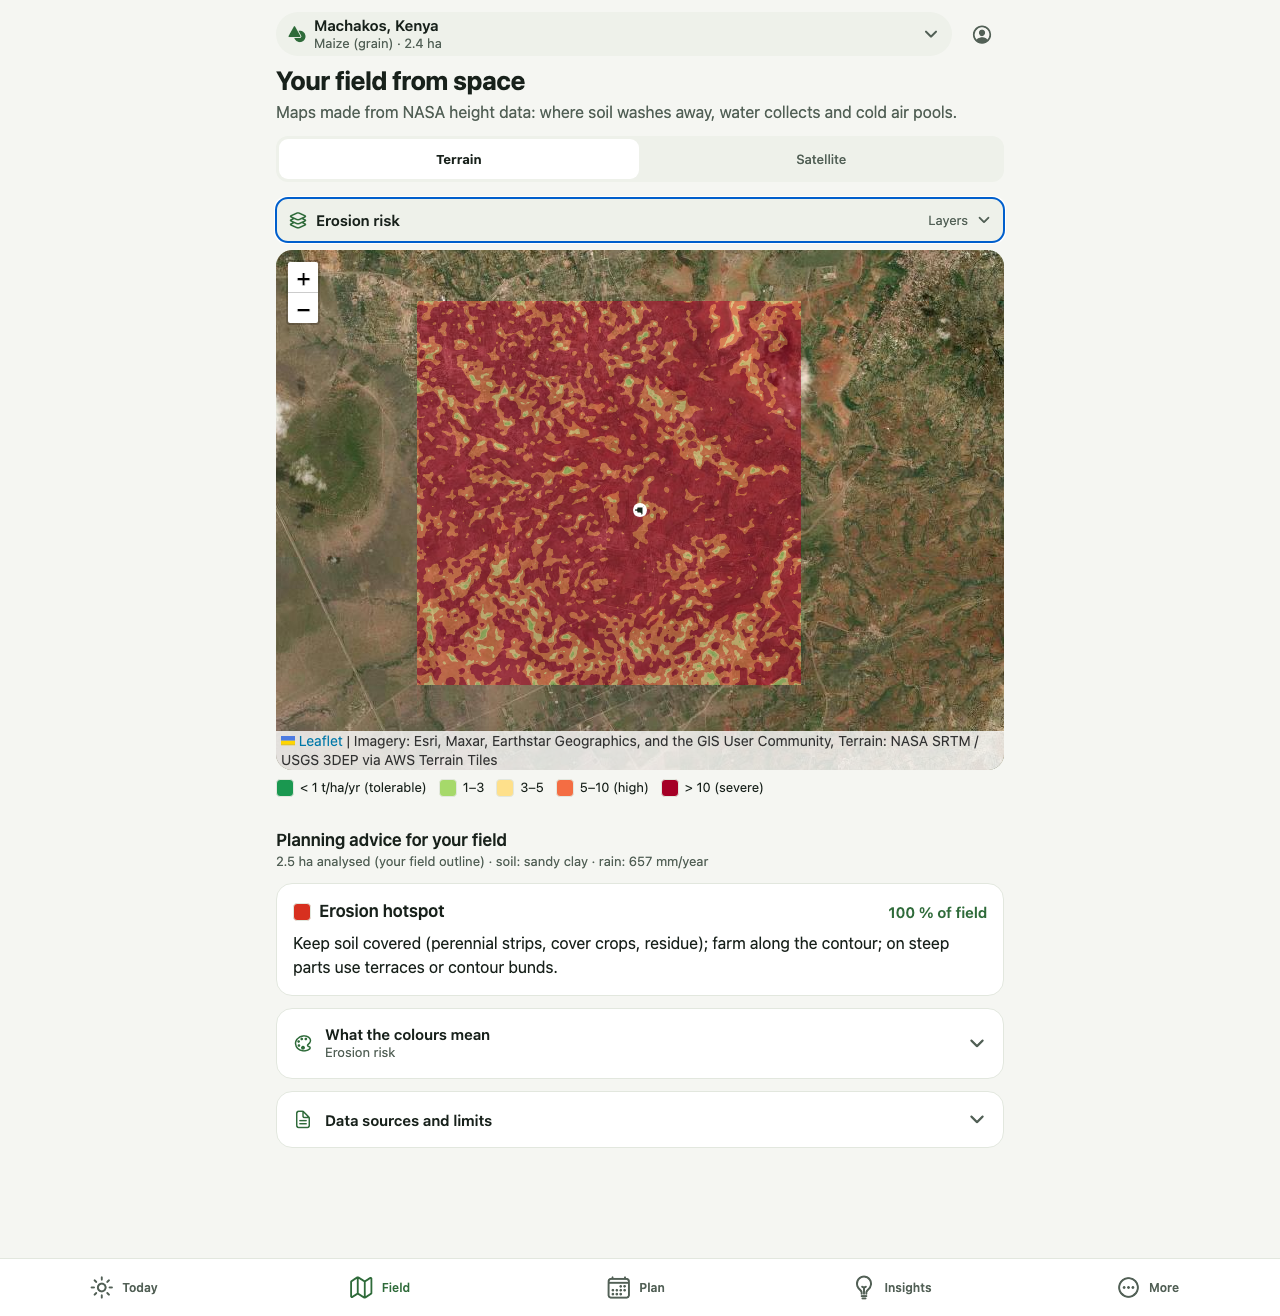 Machakos, Kenya
Maize (grain) · 2.4 ha
Your field from space
Maps made from NASA height data: where soil washes away, water collects and cold air pools.
Terrain
Satellite
Erosion risk
Layers
+
−
Leaflet | Imagery: Esri, Maxar, Earthstar Geographics, and the GIS User Community, Terrain: NASA SRTM /
USGS 3DEP via AWS Terrain Tiles
< 1 t/ha/yr (tolerable)
1–3
3–5
5–10 (high)
> 10 (severe)
Planning advice for your field
2.5 ha analysed (your field outline) · soil: sandy clay · rain: 657 mm/year
Erosion hotspot
100 % of field
Keep soil covered (perennial strips, cover crops, residue); farm along the contour; on steep
parts use terraces or contour bunds.
What the colours mean
Erosion risk
Data sources and limits
Today
Field
Plan
Insights
More